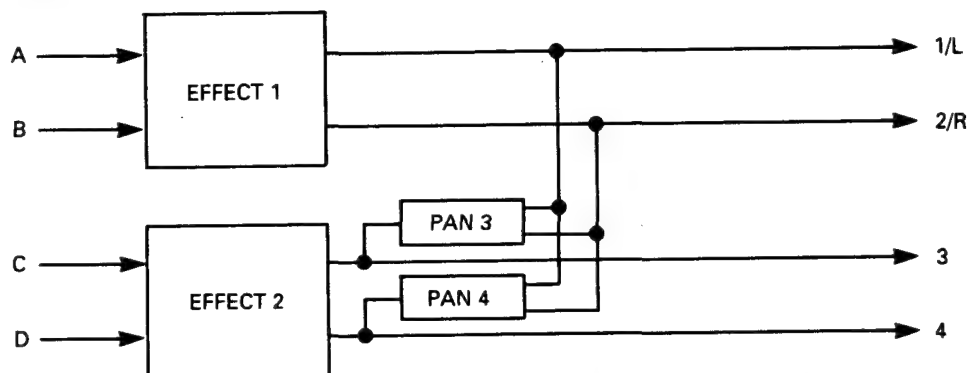 A
B
EFFECT 1
1/L
2/R
C
D
EFFECT 2
PAN 3
PAN 4
3
4